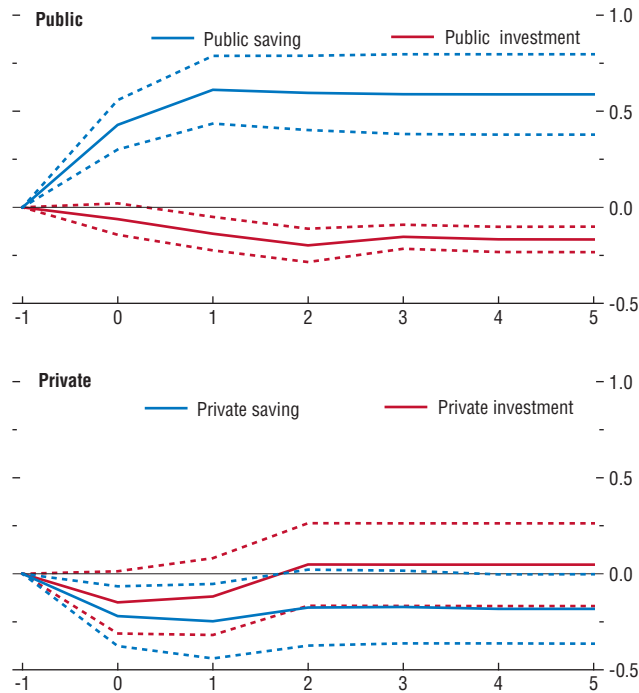 Public
Public saving
Public investment
1.0
0.5
0.0
-0.5
-1 0 1 2 3 4 5
Private
Private saving
Private investment
1.0
0.5
0.0
-0.5
-1 0 1 2 3 4 5